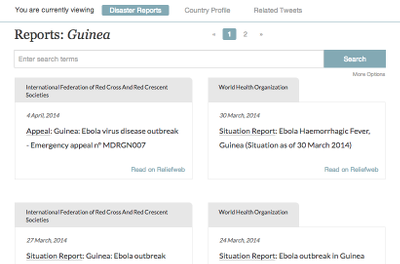 You are currently viewing Disaster Reports Country Profile Related Tweets
Reports: Guinea
« 1 2 »
Enter search terms Search
More Options
International Federation of Red Cross And Red Crescent
Societies
4 April, 2014
Appeal: Guinea: Ebola virus disease outbreak
- Emergency appeal n° MDRGN007
Read on Reliefweb
World Health Organization
30 March, 2014
Situation Report: Ebola Haemorrhagic Fever,
Guinea (Situation as of 30 March 2014)
Read on Reliefweb
International Federation of Red Cross And Red Crescent
Societies
27 March, 2014
Situation Report: Guinea: Ebola outbreak
World Health Organization
24 March, 2014
Situation Report: Ebola outbreak in Guinea